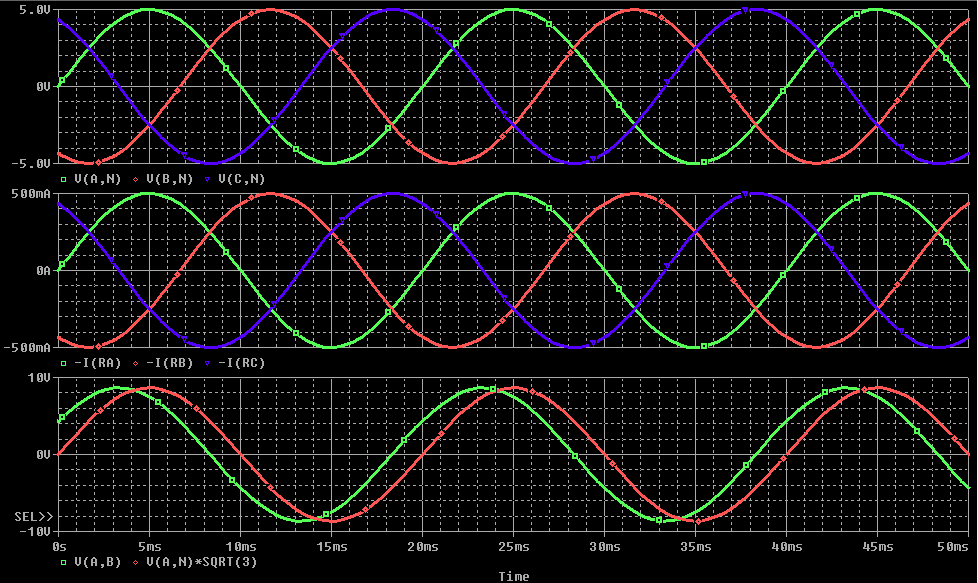 5.0V
0V
-5.0V
V(A,N) V(B,N) V(C,N)
500mA
0A
-500mA
-I(RA) -I(RB) -I(RC)
10V
0V
SEL>>
-10V
0s 5ms 10ms 15ms 20ms 25ms 30ms 35ms 40ms 45ms 50ms
V(A,B) V(A,N)*SQRT(3)
Time